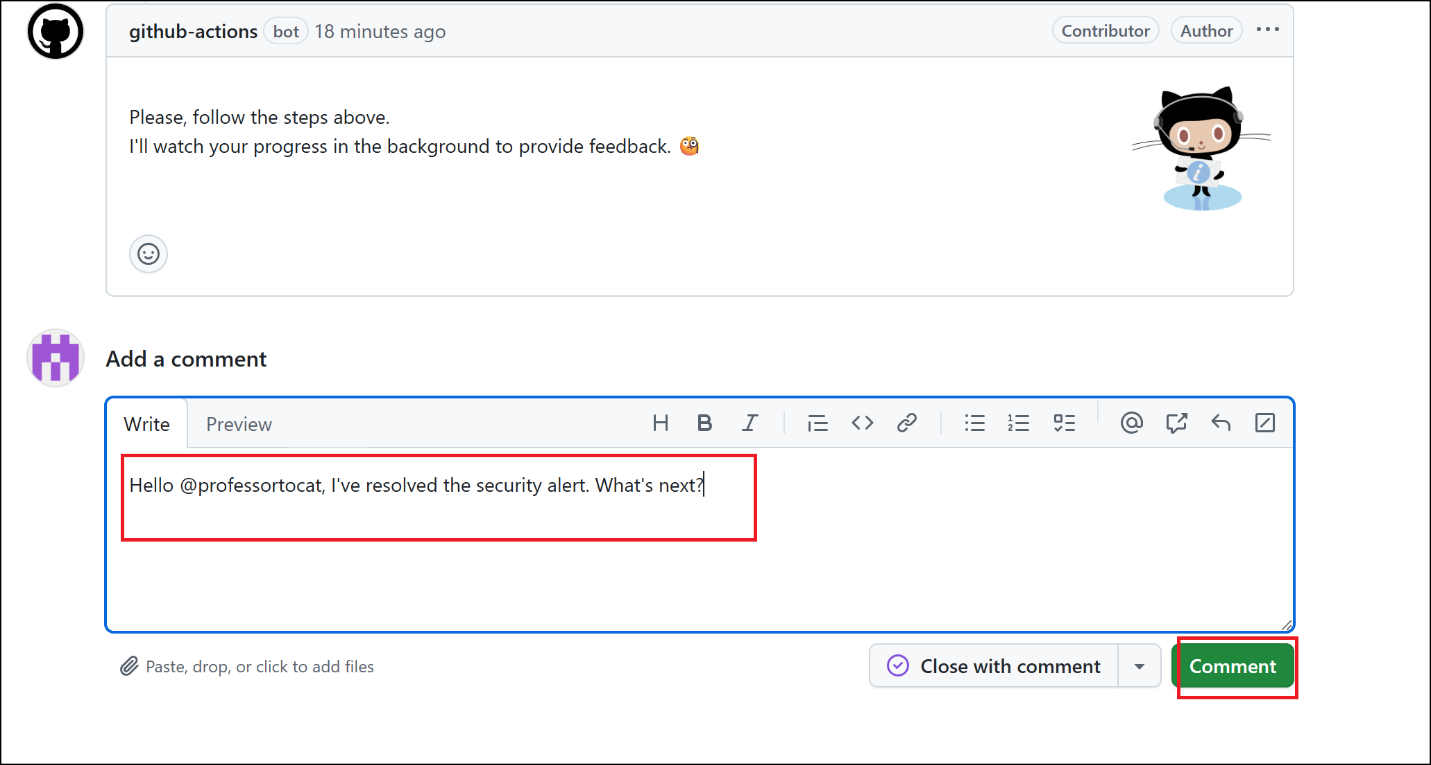 github-actions bot 18 minutes ago Contributor Author
Please, follow the steps above.
I'll watch your progress in the background to provide feedback. 🧐
Add a comment
Write Preview
Hello @professortocat, I've resolved the security alert. What's next?
Paste, drop, or click to add files Close with comment Comment